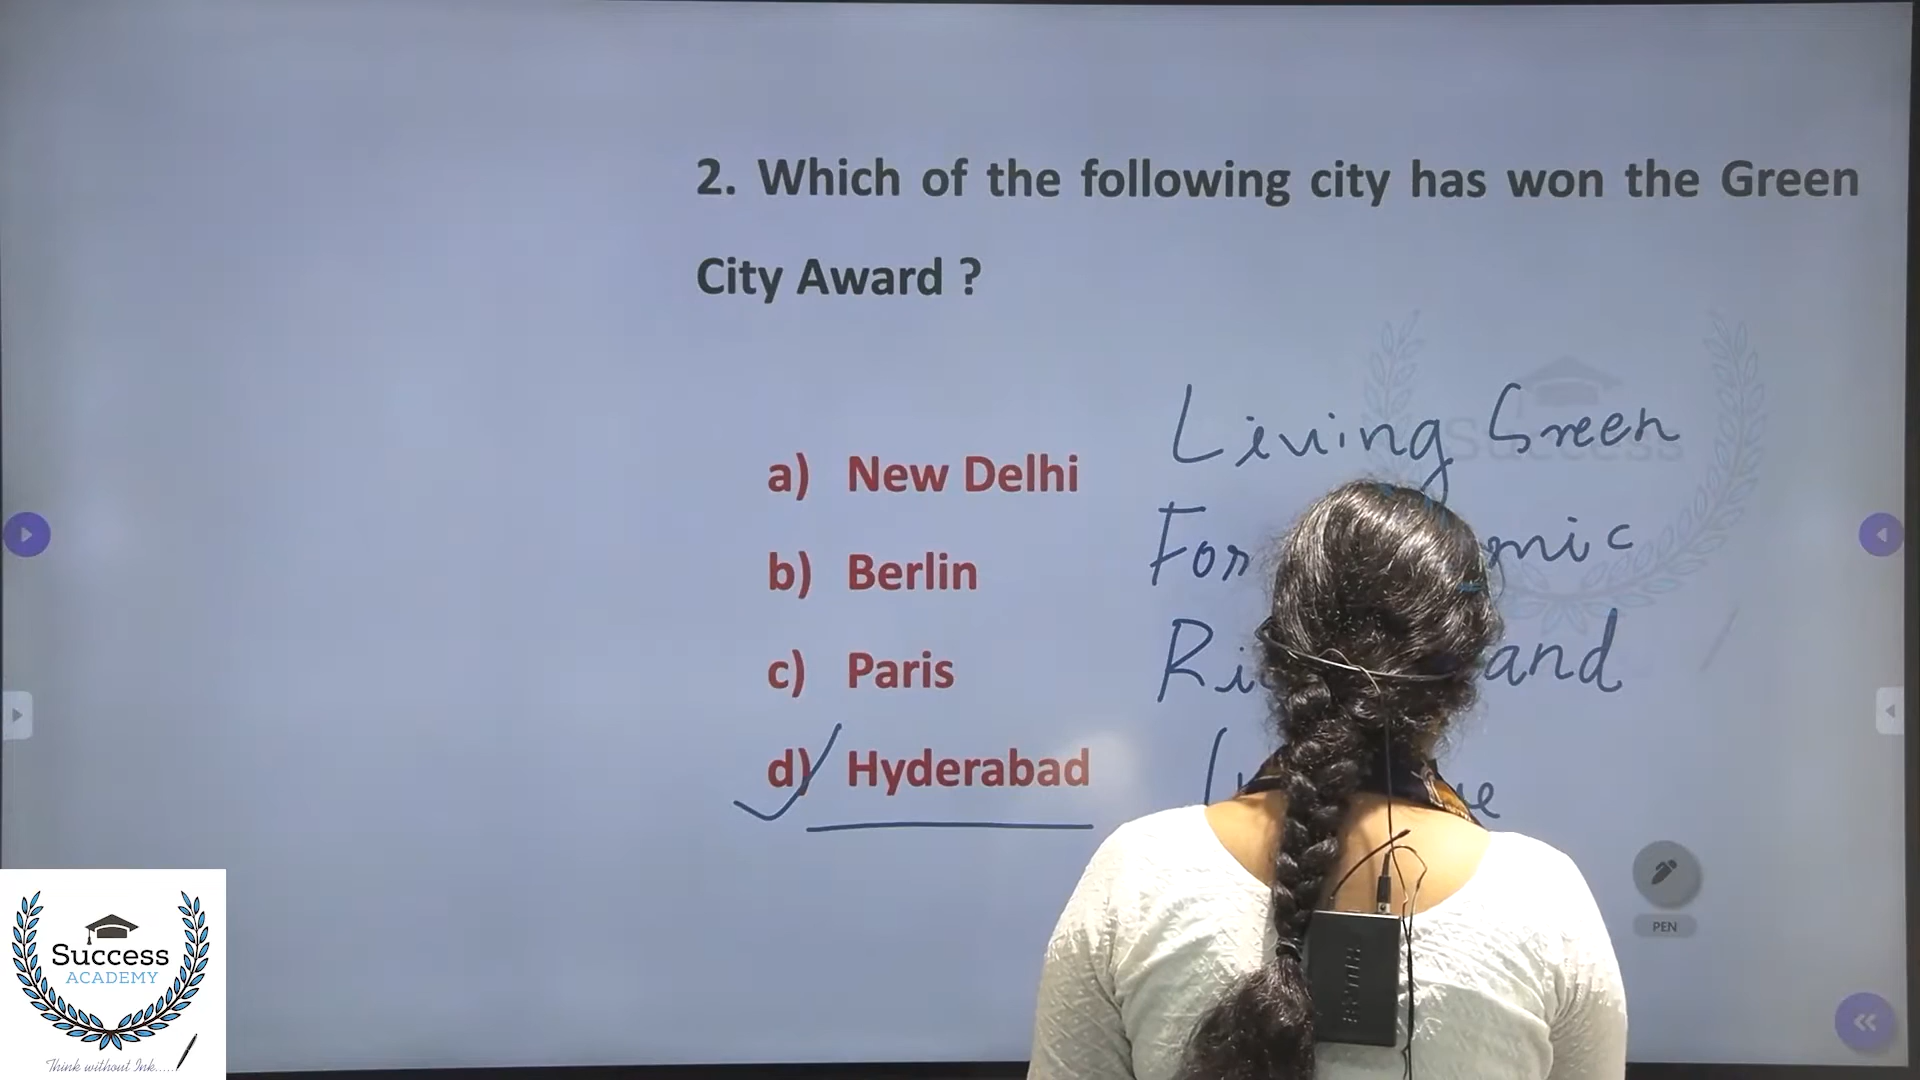 2. Which of the following city has won the Green
City Award ?
a) New Delhi
b) Berlin
c) Paris
d) Hyderabad
Living Green
For
and
PEN
Success
ACADEMY
Think without Ink.....
Success